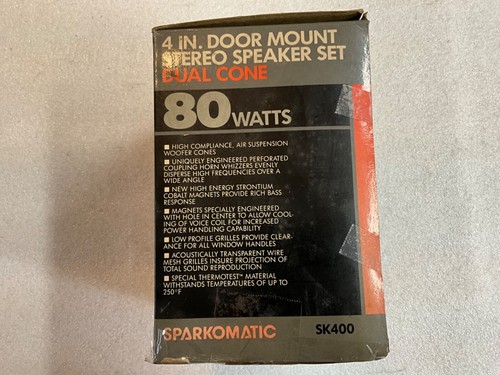 4 iN. DOOR MOUNT
STEREO SPEAKER SET
DUAL CONE
80 WATTS
■ HIGH COMPLIANCE, AIR SUSPENSION
WOOFER CONES
■ UNIQUELY ENGINEERED PERFORATED
COUPLING HORN WHIZZERS EVENLY
DISPERSE HIGH FREQUENCIES OVER A
WIDE ANGLE
■ NEW HIGH ENERGY STRONTIUM
COBALT MAGNETS PROVIDE RICH BASS
RESPONSE
■ MAGNETS SPECIALLY ENGINEERED
WITH HOLE IN CENTER TO ALLOW COOL-
ING OF VOICE COIL FOR INCREASED
POWER HANDLING CAPABILITY
■ LOW PROFILE GRILLES PROVIDE CLEAR-
ANCE FOR ALL WINDOW HANDLES
■ ACOUSTICALLY TRANSPARENT WIRE
MESH GRILLES INSURE PROJECTION OF
TOTAL SOUND REPRODUCTION
■ SPECIAL THERMOTEST™ MATERIAL
WITHSTANDS TEMPERATURES OF UP TO
250°F
SPARKOMATIC SK400